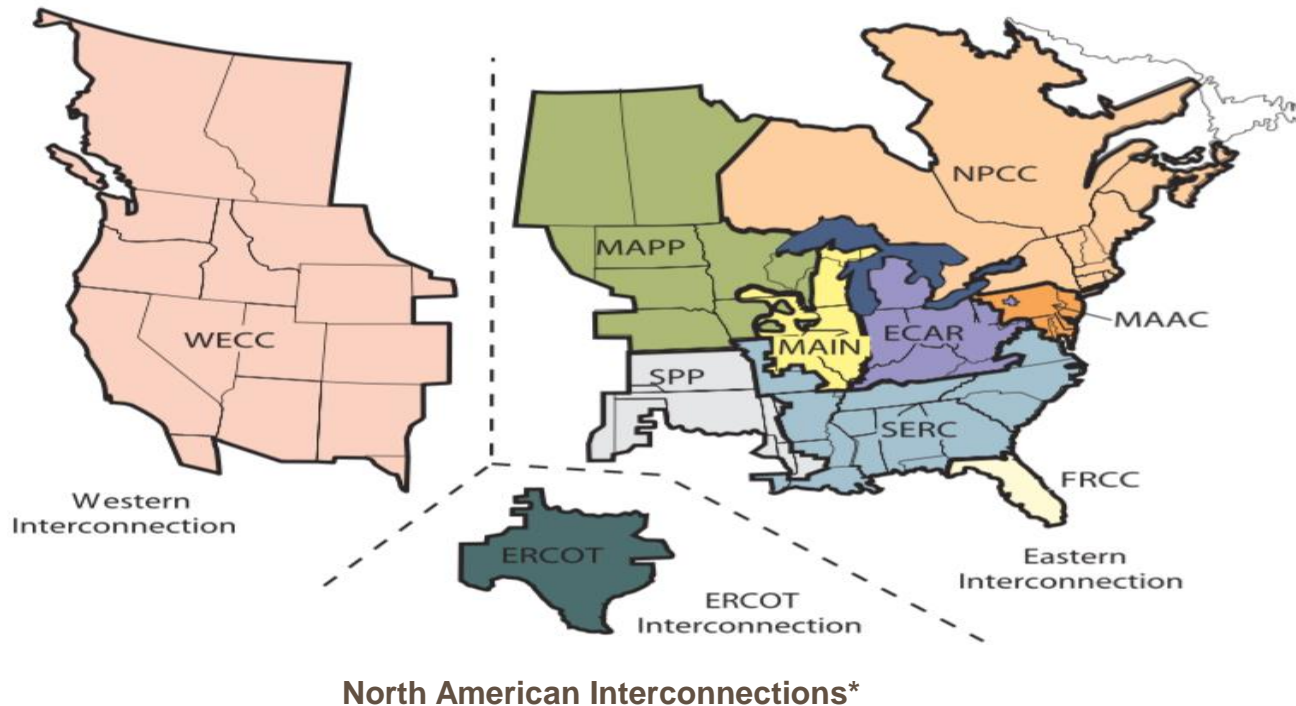 NPCC
MAPP
MAAC
WECC
MAIN
ECAR
SPP
SERC
FRCC
Western
Interconnection
ERCOT
Eastern
Interconnection
ERCOT
Interconnection
North American Interconnections*